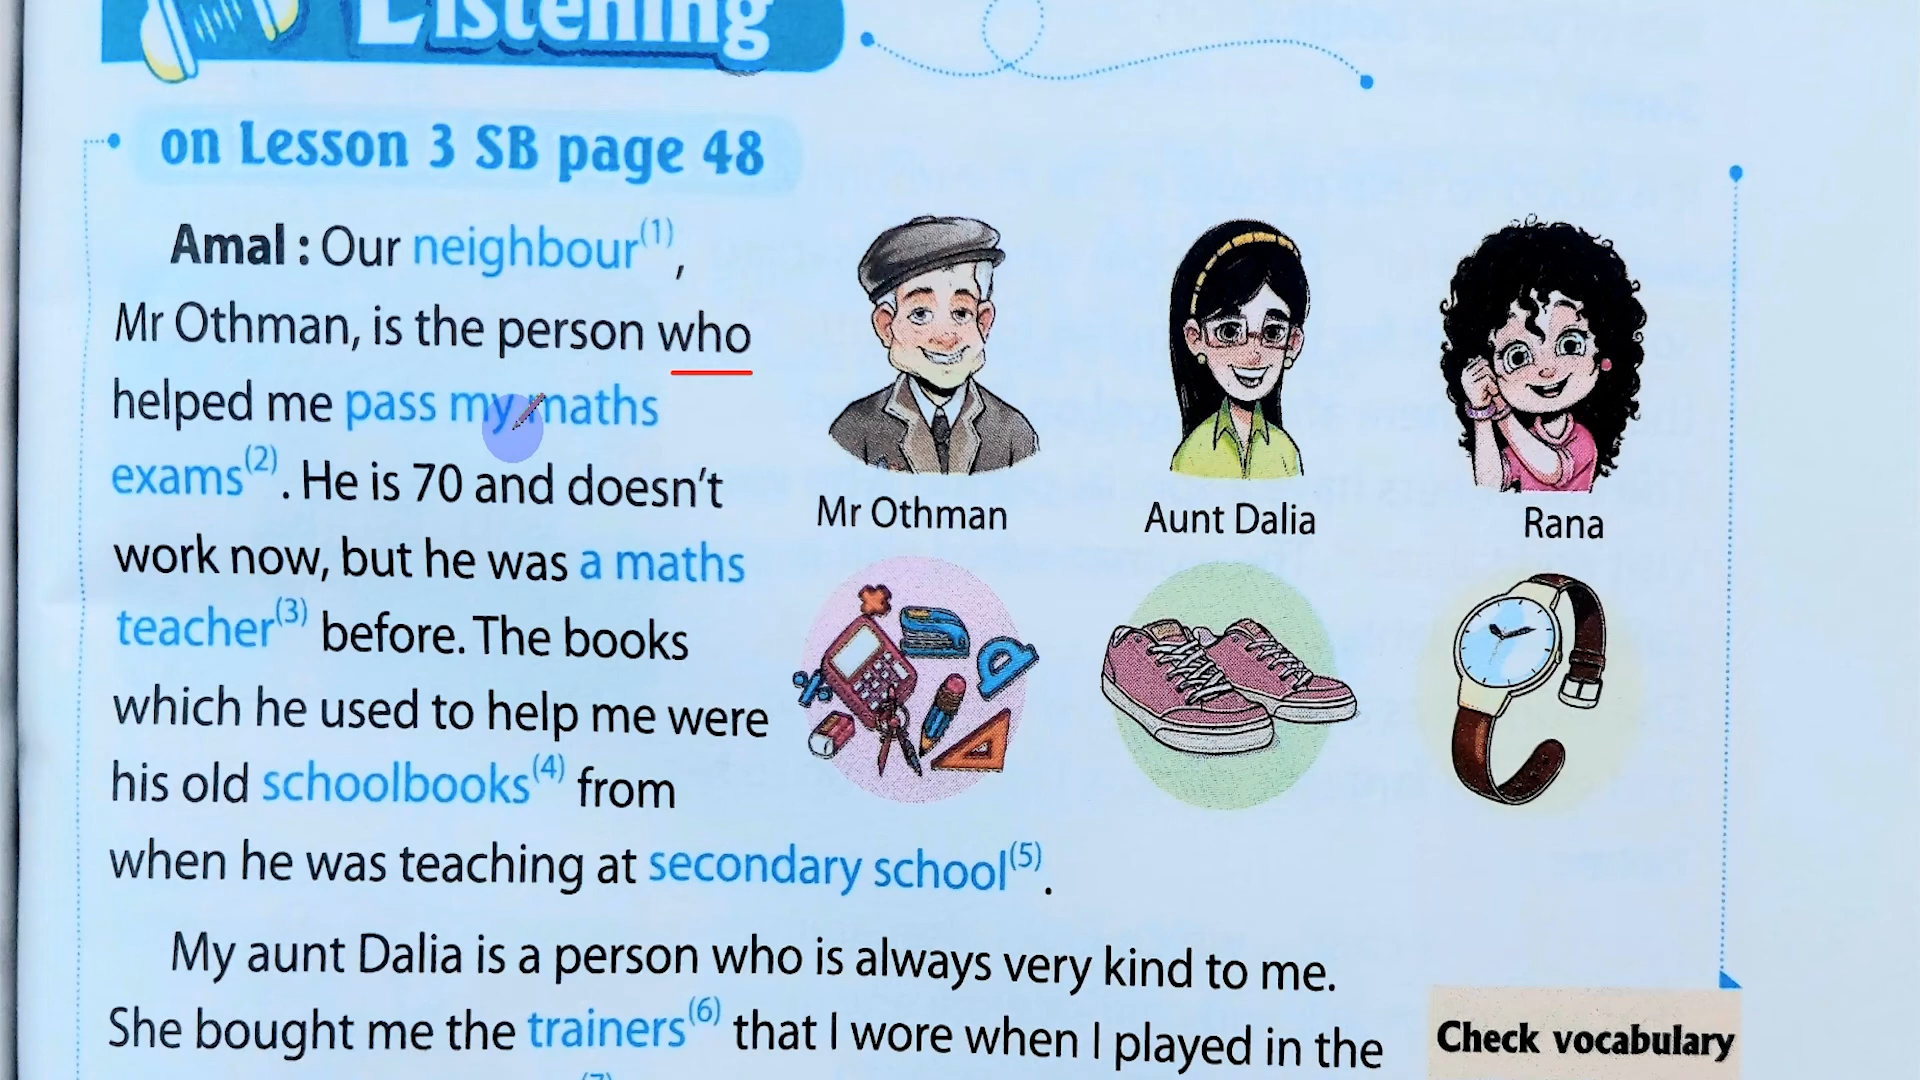 Listening
on Lesson 3 SB page 48
Amal : Our neighbour(1),
Mr Othman, is the person who
helped me pass my maths
exams(2). He is 70 and doesn't
work now, but he was a maths
teacher(3) before. The books
which he used to help me were
his old schoolbooks(4) from
when he was teaching at secondary school(5).
My aunt Dalia is a person who is always very kind to me.
She bought me the trainers(6) that I wore when I played in the
(7)
Mr Othman
Aunt Dalia
Rana
Check vocabulary